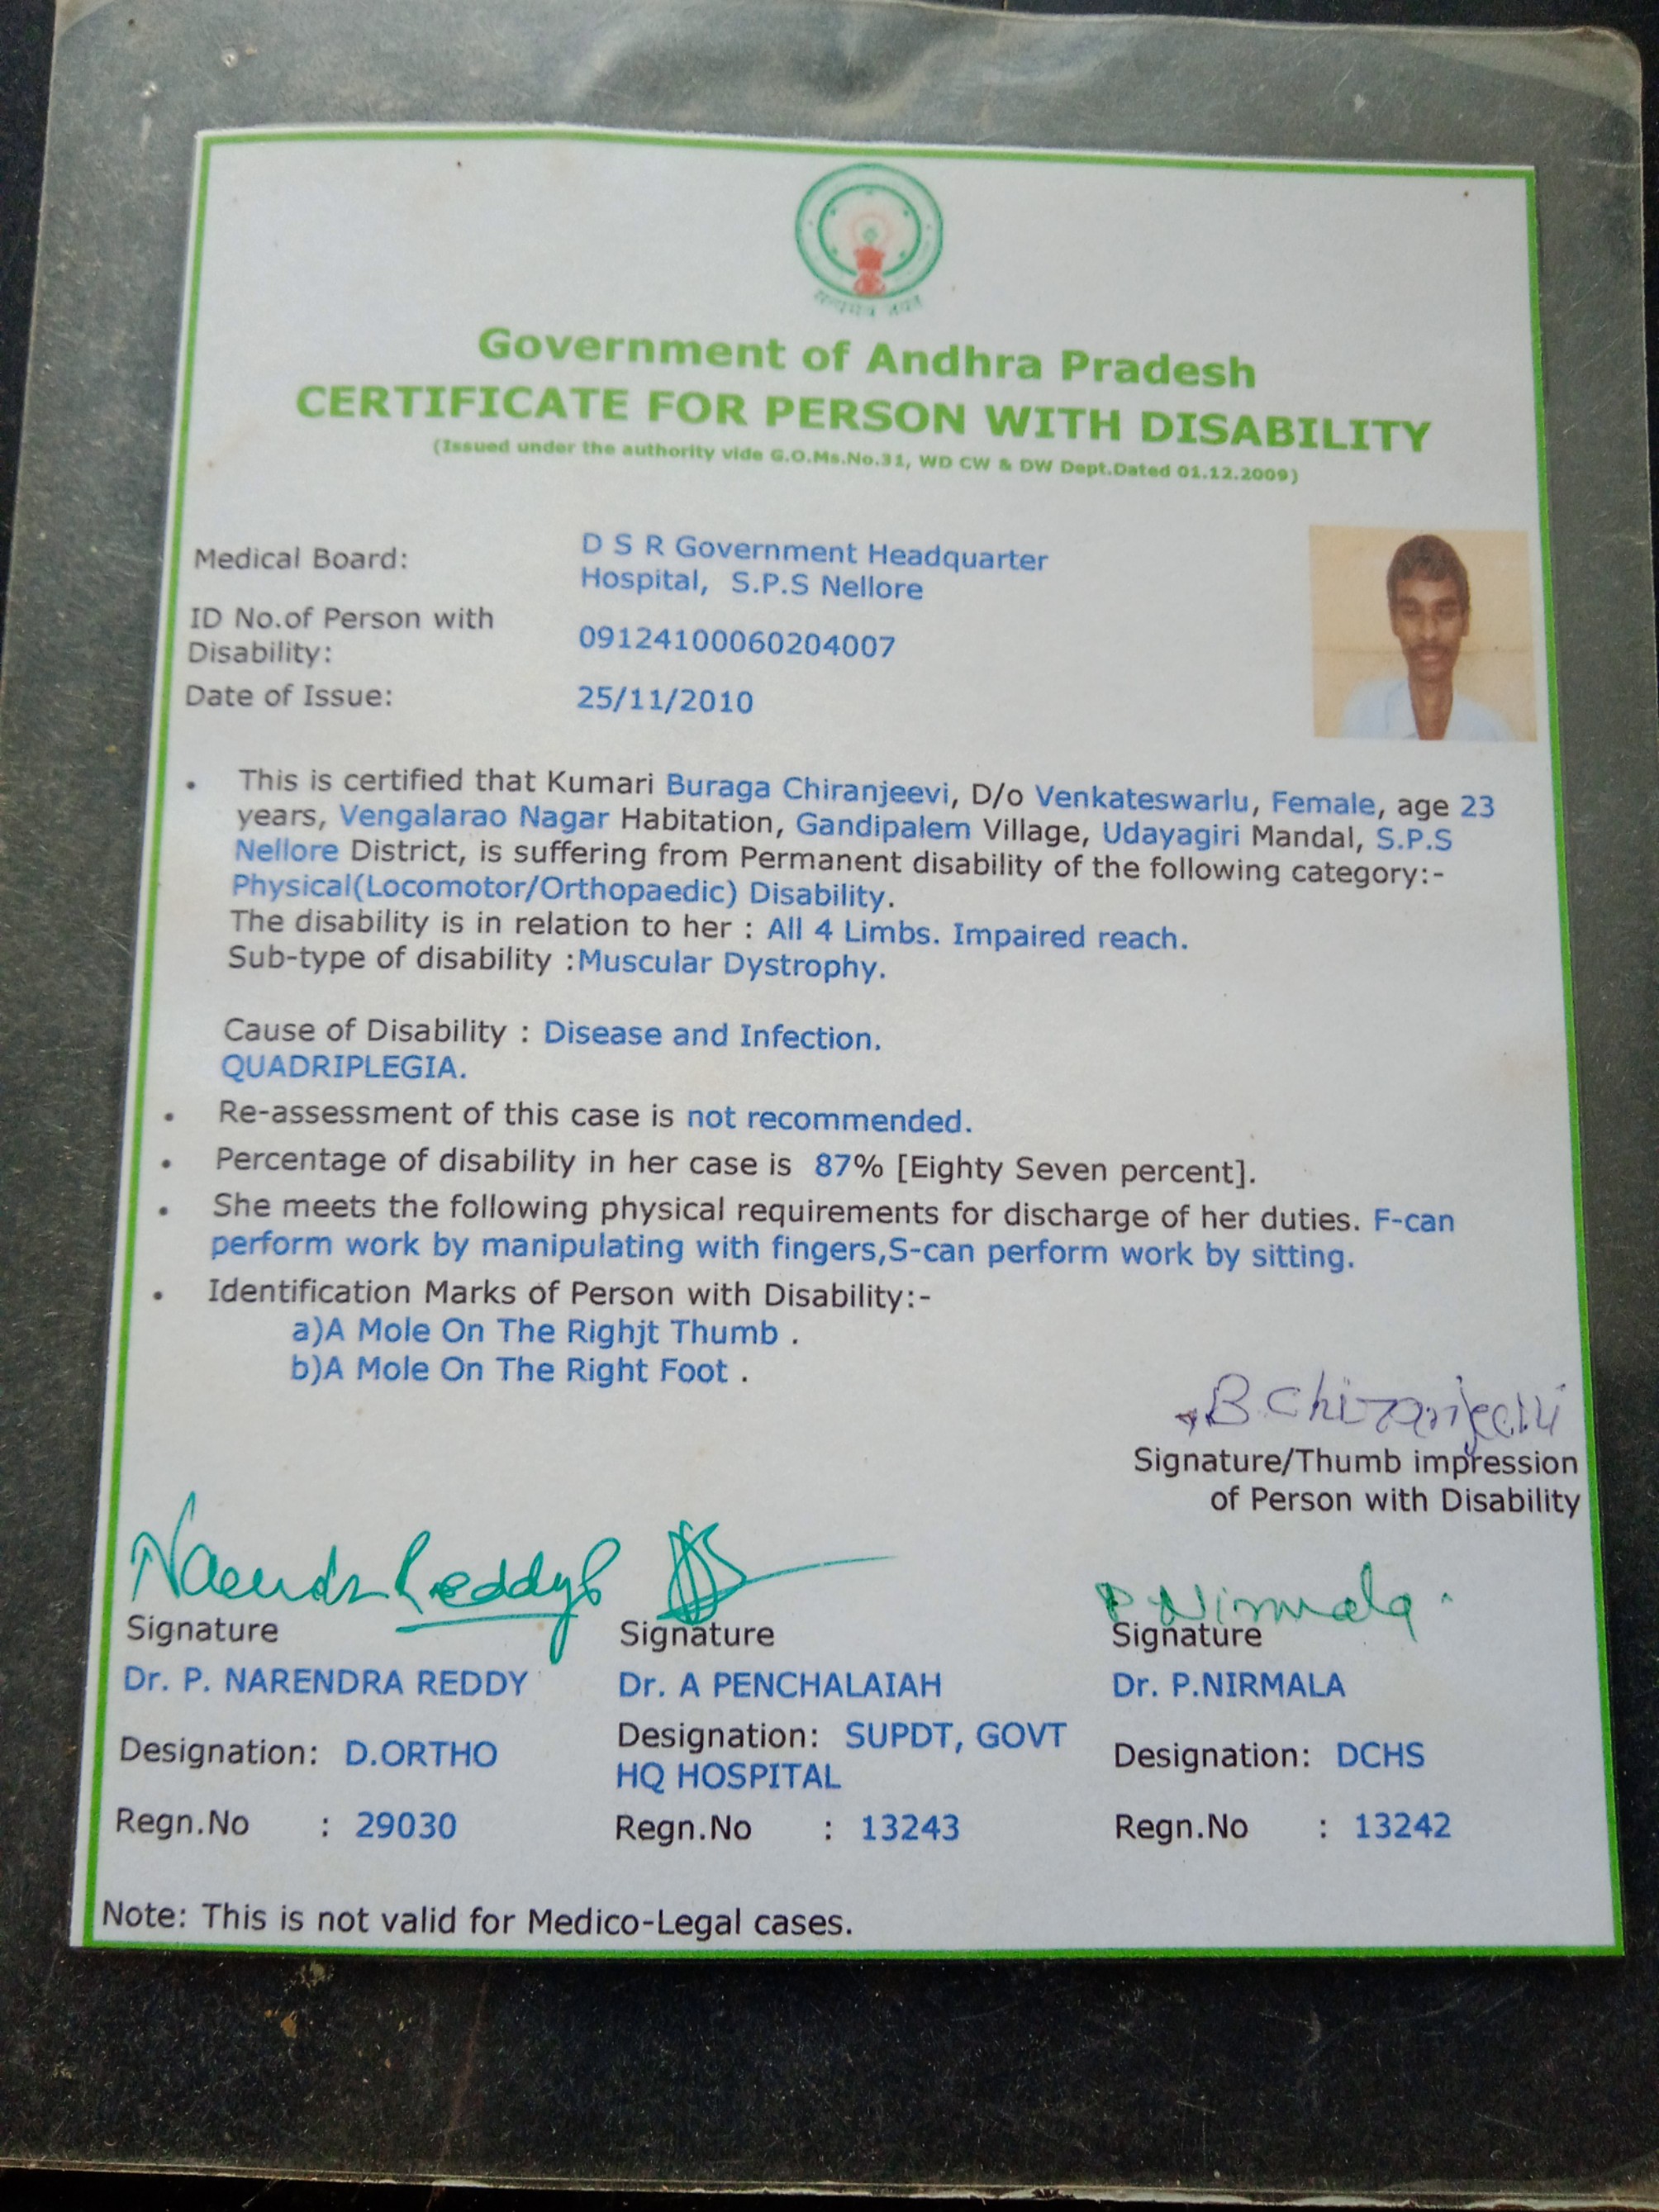 सत्यमेव जयते
Government of Andhra Pradesh
CERTIFICATE FOR PERSON WITH DISABILITY
(Issued under the authority vide G.O.Ms.No.31, WD CW & DW Dept.Dated 01.12.2009)
Medical Board:
D S R Government Headquarter
Hospital, S.P.S Nellore
ID No.of Person with
Disability:
09124100060204007
Date of Issue:
25/11/2010
• This is certified that Kumari Buraga Chiranjeevi, D/o Venkateswarlu, Female, age 23
years, Vengalarao Nagar Habitation, Gandipalem Village, Udayagiri Mandal, S.P.S
Nellore District, is suffering from Permanent disability of the following category:-
Physical(Locomotor/Orthopaedic) Disability.
The disability is in relation to her : All 4 Limbs. Impaired reach.
Sub-type of disability :Muscular Dystrophy.
Cause of Disability : Disease and Infection.
QUADRIPLEGIA.
• Re-assessment of this case is not recommended.
• Percentage of disability in her case is 87% [Eighty Seven percent].
• She meets the following physical requirements for discharge of her duties. F-can
perform work by manipulating with fingers,S-can perform work by sitting.
• Identification Marks of Person with Disability:-
a)A Mole On The Righjt Thumb .
b)A Mole On The Right Foot .
B.Chiranjeevi
Signature/Thumb impression
of Person with Disability
P.Nirmala.
Signature
Signature
Signature
Dr. P. NARENDRA REDDY
Dr. A PENCHALAIAH
Dr. P.NIRMALA
Designation: D.ORTHO
Designation: SUPDT, GOVT
HQ HOSPITAL
Designation: DCHS
Regn.No : 29030
Regn.No : 13243
Regn.No : 13242
Note: This is not valid for Medico-Legal cases.